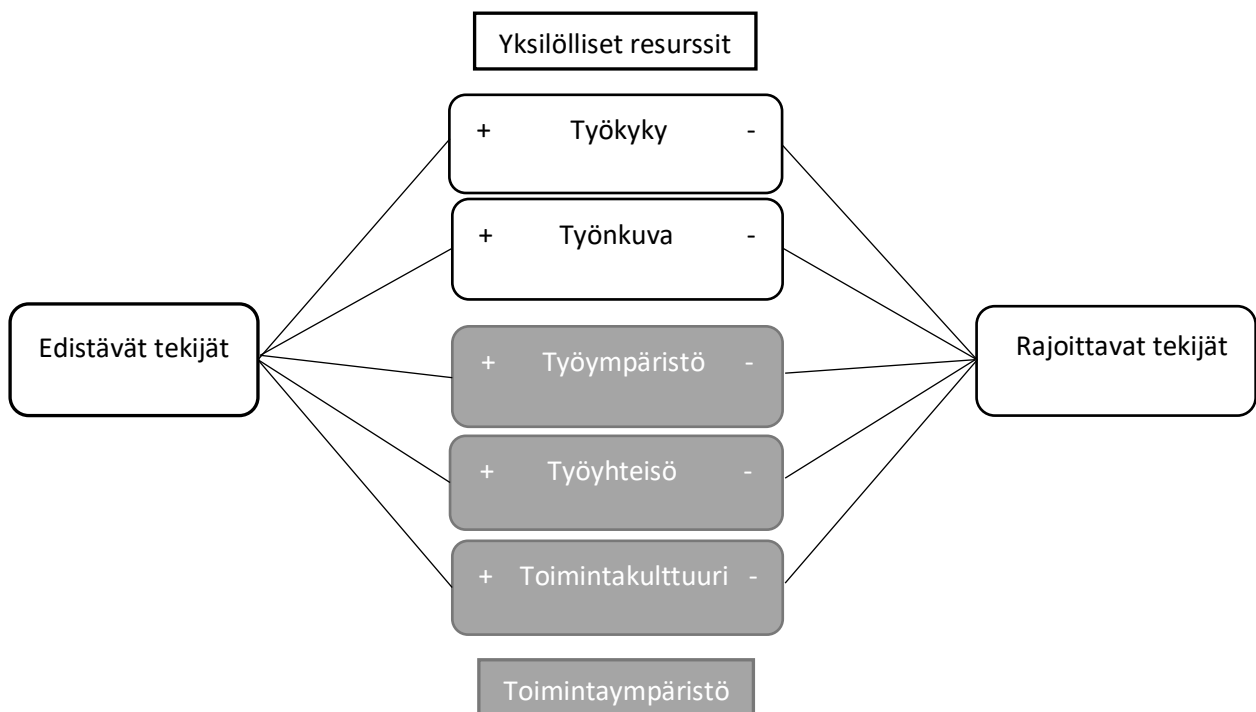 Yksilölliset resurssit
+ Työkyky -
+ Työnkuva -
Edistävät tekijät
Rajoittavat tekijät
+ Työympäristö -
+ Työyhteisö -
+ Toimintakulttuuri -
Toimintaympäristö